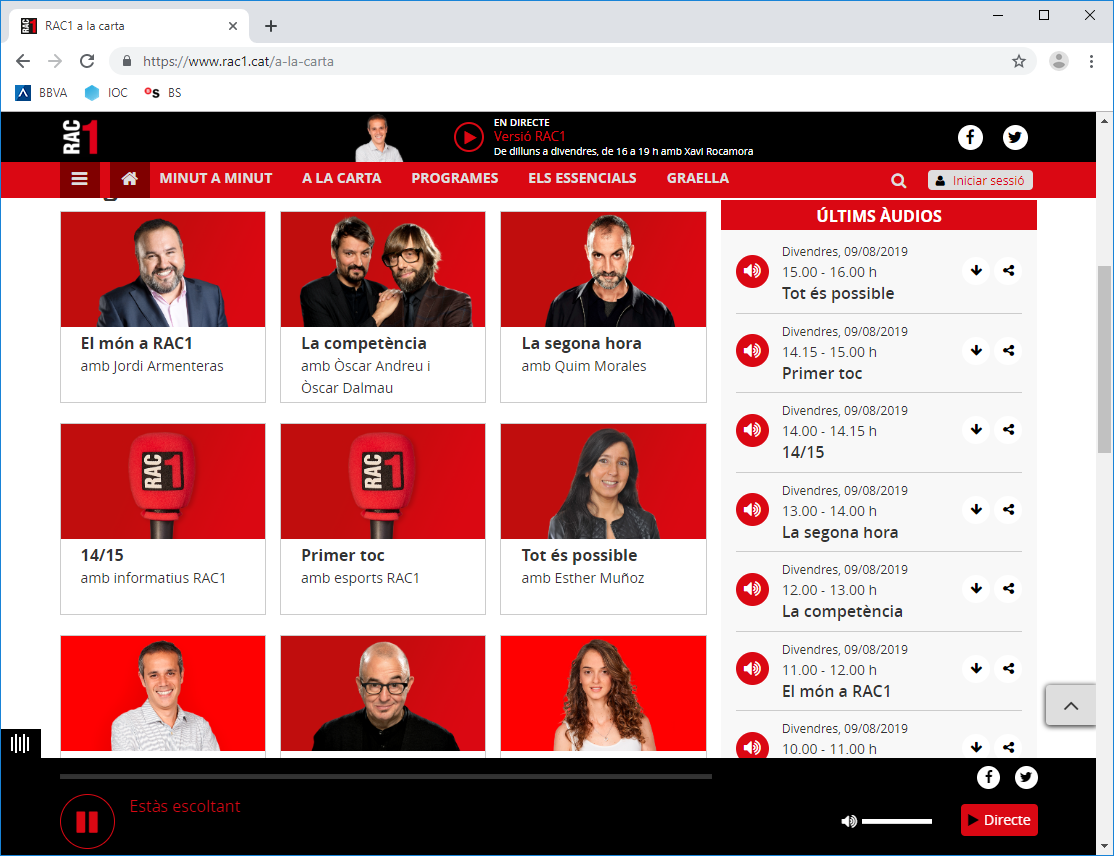 RAC1 a la carta
https://www.rac1.cat/a-la-carta
BBVA
IOC
BS
RAC1
EN DIRECTE
Versió RAC1
De dilluns a divendres, de 16 a 19 h amb Xavi Rocamora
MINUT A MINUT
A LA CARTA
PROGRAMES
ELS ESSENCIALS
GRAELLA
Iniciar sessió
El món a RAC1
amb Jordi Armenteras
La competència
amb Òscar Andreu i
Òscar Dalmau
La segona hora
amb Quim Morales
RAC1
14/15
amb informatius RAC1
RAC1
Primer toc
amb esports RAC1
Tot és possible
amb Esther Muñoz
ÚLTIMS ÀUDIOS
Divendres, 09/08/2019
15.00 - 16.00 h
Tot és possible
Divendres, 09/08/2019
14.15 - 15.00 h
Primer toc
Divendres, 09/08/2019
14.00 - 14.15 h
14/15
Divendres, 09/08/2019
13.00 - 14.00 h
La segona hora
Divendres, 09/08/2019
12.00 - 13.00 h
La competència
Divendres, 09/08/2019
11.00 - 12.00 h
El món a RAC1
Divendres, 09/08/2019
10.00 - 11.00 h
Estàs escoltant
Directe